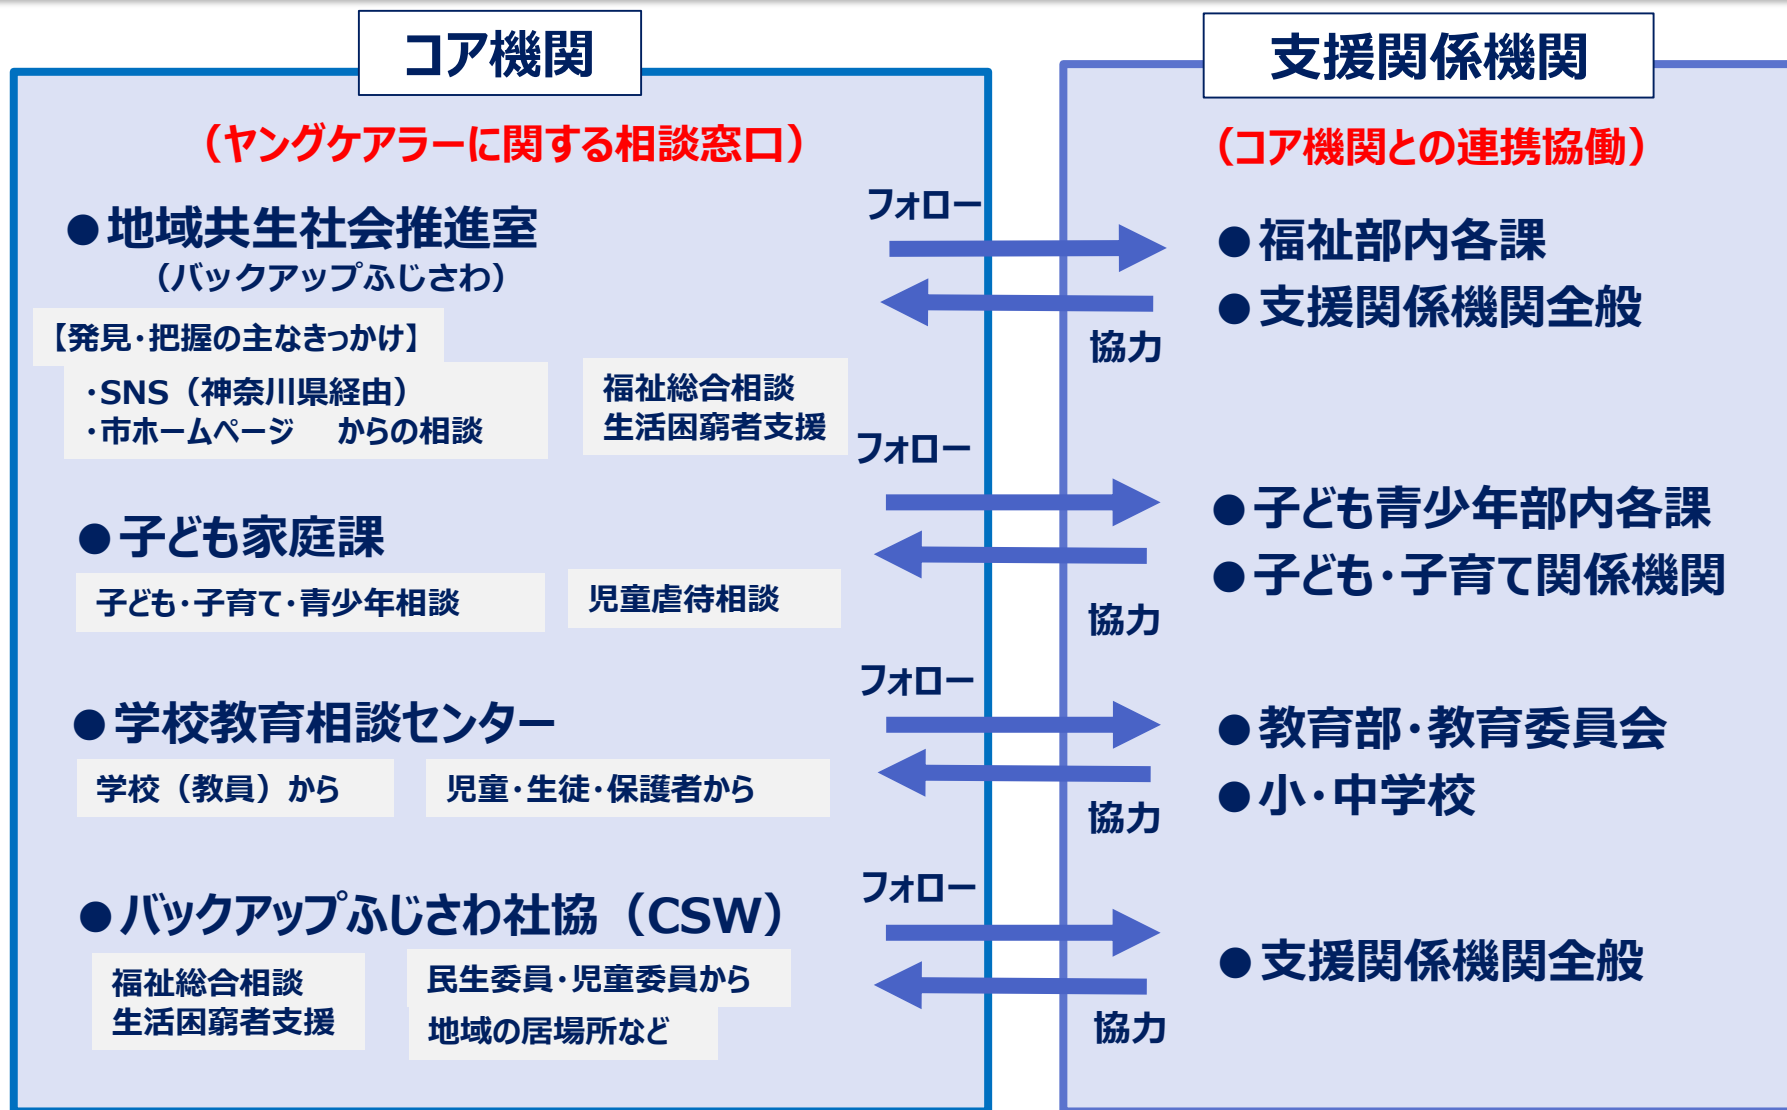 コア機関
(ヤングケアラーに関する相談窓口)
●地域共生社会推進室
(バックアップふじさわ)
【発見・把握の主なきっかけ】
・SNS(神奈川県経由)
・市ホームページ からの相談
福祉総合相談
生活困窮者支援
●子ども家庭課
子ども・子育て・青少年相談
児童虐待相談
●学校教育相談センター
学校(教員)から
児童・生徒・保護者から
●バックアップふじさわ社協(CSW)
福祉総合相談
生活困窮者支援
民生委員・児童委員から
地域の居場所など
フォロー
協力
フォロー
協力
フォロー
協力
フォロー
協力
支援関係機関
(コア機関との連携協働)
●福祉部内各課
●支援関係機関全般
●子ども青少年部内各課
●子ども・子育て関係機関
●教育部・教育委員会
●小・中学校
●支援関係機関全般